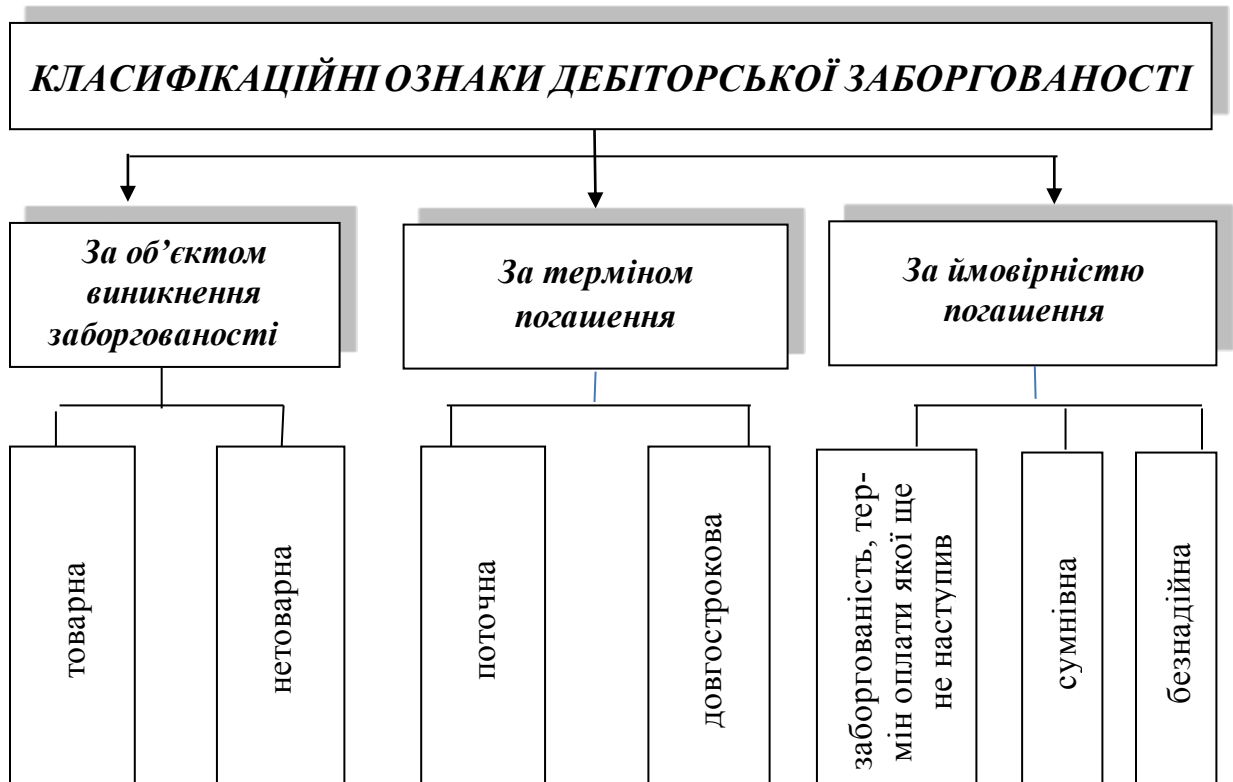 КЛАСИФІКАЦІЙНІ ОЗНАКИ ДЕБІТОРСЬКОЇ ЗАБОРГОВАНОСТІ
За об’єктом
виникнення
заборгованості
За терміном
погашення
За ймовірністю
погашення
товарна
нетоварна
поточна
довгострокова
заборгованість, тер-
мін оплати якої ще
не наступив
сумнівна
безнадійна